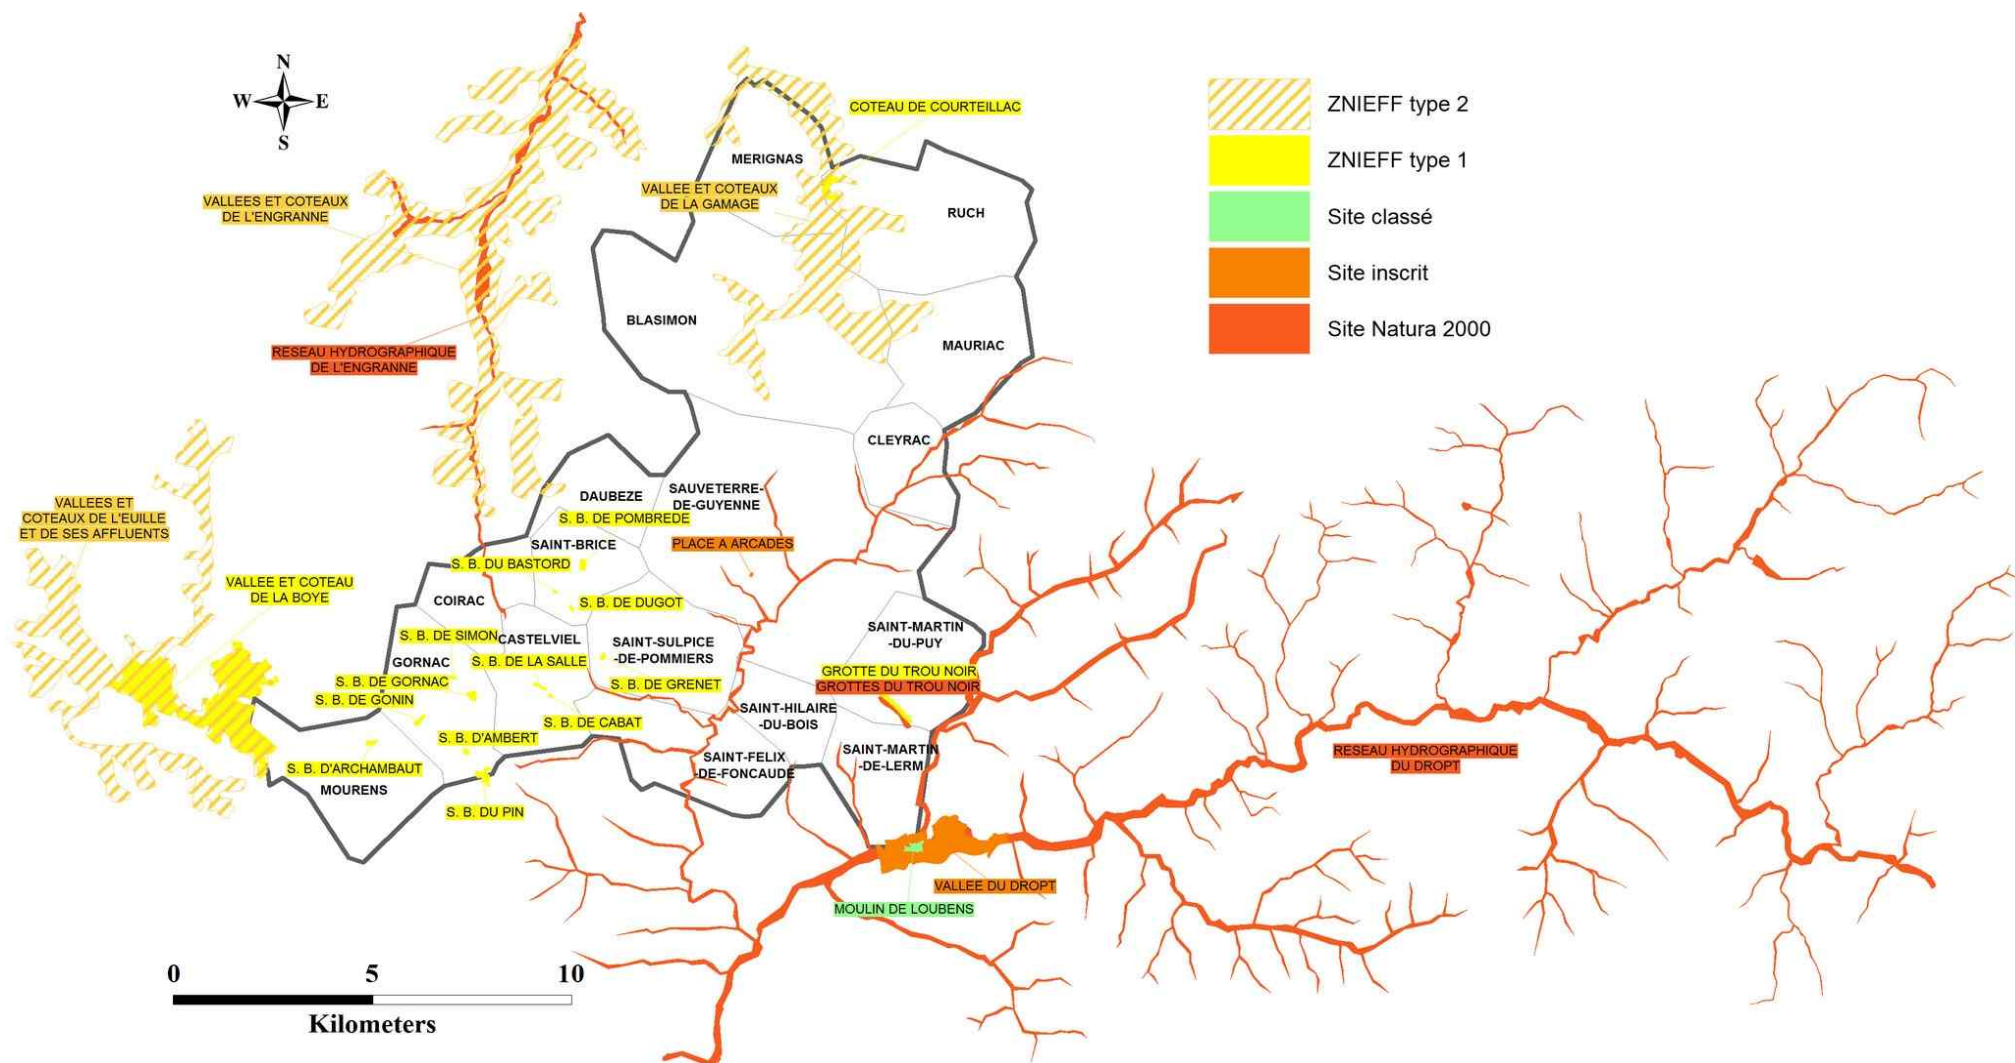 N
W E
S
COTEAU DE COURTEILLAC
MERIGNAS
VALLEE ET COTEAUX
DE LA GAMAGE
VALLEES ET COTEAUX
DE L'ENGRANNE
RUCH
BLASIMON
MAURIAC
RESEAU HYDROGRAPHIQUE
DE L'ENGRANNE
CLEYRAC
DAUBEZE
SAUVETERRE-
DE-GUYENNE
S. B. DE POMBREDE
VALLEES ET
COTEAUX DE L'EUILLE
ET DE SES AFFLUENTS
SAINT-BRICE
PLACE A ARCADES
S. B. DU BASTORD
VALLEE ET COTEAU
DE LA BOYE
COIRAC
S. B. DE DUGOT
S. B. DE SIMON
CASTELVIEL
SAINT-SULPICE
-DE-POMMIERS
SAINT-MARTIN
-DU-PUY
GORNAC
S. B. DE LA SALLE
S. B. DE GORNAC
S. B. DE GRENET
GROTTE DU TROU NOIR
GROTTES DU TROU NOIR
S. B. DE GONIN
SAINT-HILAIRE
-DU-BOIS
S. B. DE CABAT
S. B. D'AMBERT
SAINT-FELIX
-DE-FONCAUDE
SAINT-MARTIN
-DE-LERM
S. B. D'ARCHAMBAUT
MOURENS
S. B. DU PIN
RESEAU HYDROGRAPHIQUE
DU DROPT
VALLEE DU DROPT
MOULIN DE LOUBENS
0 5 10
Kilometers
ZNIEFF type 2
ZNIEFF type 1
Site classé
Site inscrit
Site Natura 2000